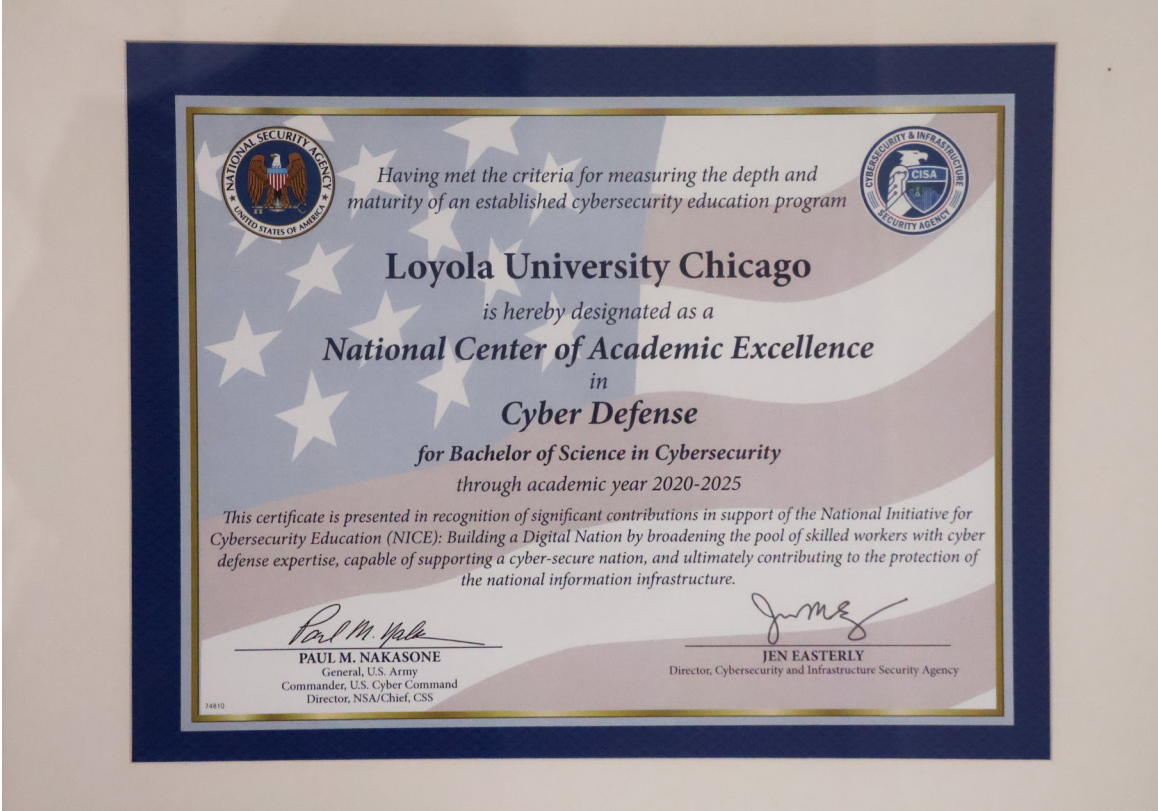 NATIONAL SECURITY AGENCY
UNITED STATES OF AMERICA
CYBERSECURITY & INFRASTRUCTURE
CISA
SECURITY AGENCY
Having met the criteria for measuring the depth and
maturity of an established cybersecurity education program
Loyola University Chicago
is hereby designated as a
National Center of Academic Excellence
in
Cyber Defense
for Bachelor of Science in Cybersecurity
through academic year 2020-2025
This certificate is presented in recognition of significant contributions in support of the National Initiative for
Cybersecurity Education (NICE): Building a Digital Nation by broadening the pool of skilled workers with cyber
defense expertise, capable of supporting a cyber-secure nation, and ultimately contributing to the protection of
the national information infrastructure.
PAUL M. NAKASONE
General, U.S. Army
Commander, U.S. Cyber Command
Director, NSA/Chief, CSS
JEN EASTERLY
Director, Cybersecurity and Infrastructure Security Agency
74810